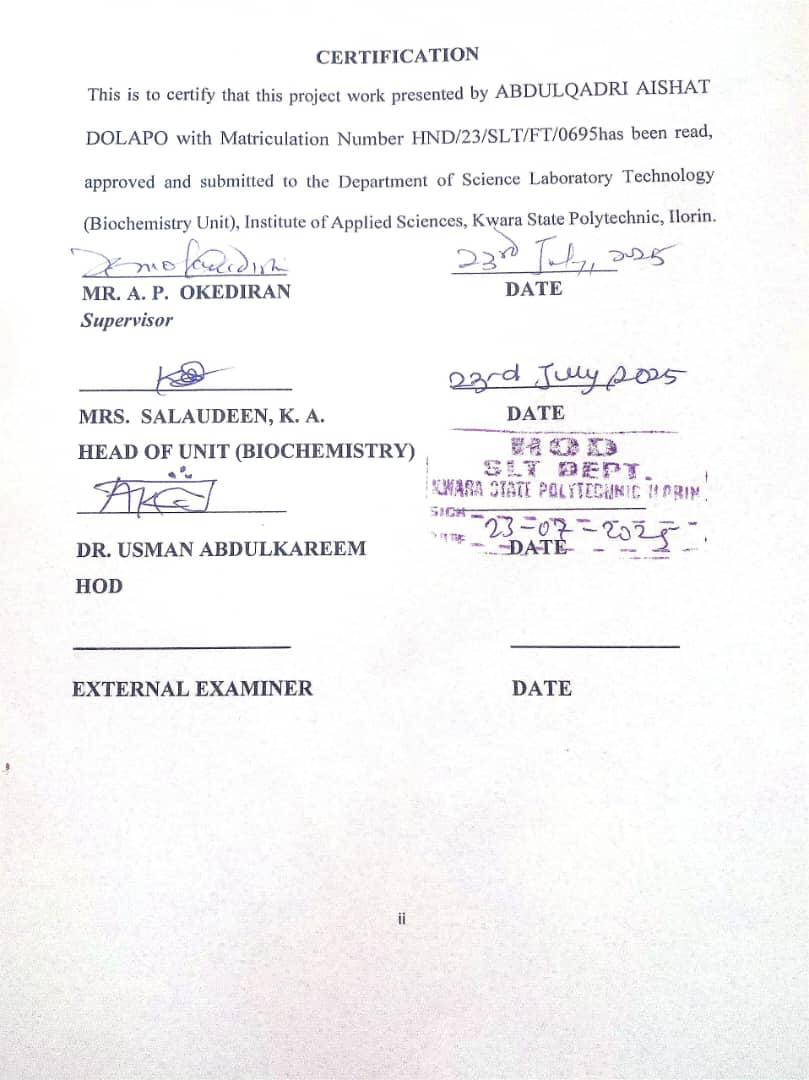 CERTIFICATION
This is to certify that this project work presented by ABDULQADRI AISHAT
DOLAPO with Matriculation Number HND/23/SLT/FT/0695has been read,
approved and submitted to the Department of Science Laboratory Technology
(Biochemistry Unit), Institute of Applied Sciences, Kwara State Polytechnic, Ilorin.
23rd July, 2025
MR. A. P. OKEDIRAN DATE
Supervisor
23rd July 2025
MRS. SALAUDEEN, K. A. DATE
HEAD OF UNIT (BIOCHEMISTRY)
HOD
SLT DEPT.
KWARA STATE POLYTECHNIC ILORIN.
SIGN
23-07-2025
DR. USMAN ABDULKAREEM DATE
HOD
EXTERNAL EXAMINER DATE
ii